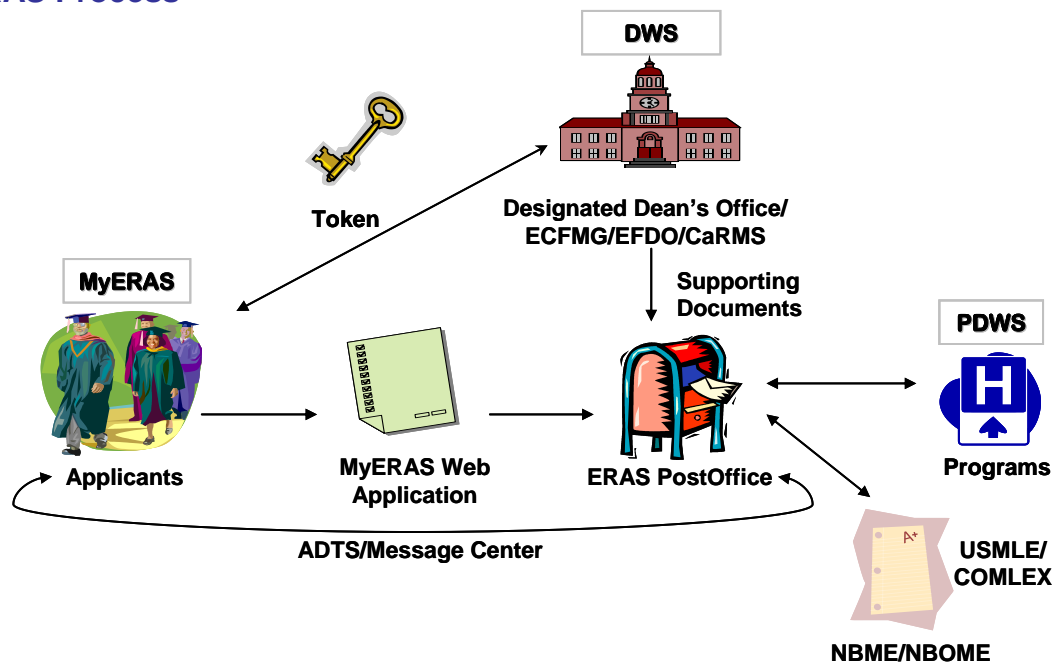 Process
DWS
Token
Designated Dean's Office/
ECFMG/EFDO/CaRMS
Supporting
Documents
MyERAS
PDWS
H
Applicants
MyERAS Web
Application
ERAS PostOffice
Programs
ADTS/Message Center
A+
USMLE/
COMLEX
NBME/NBOME